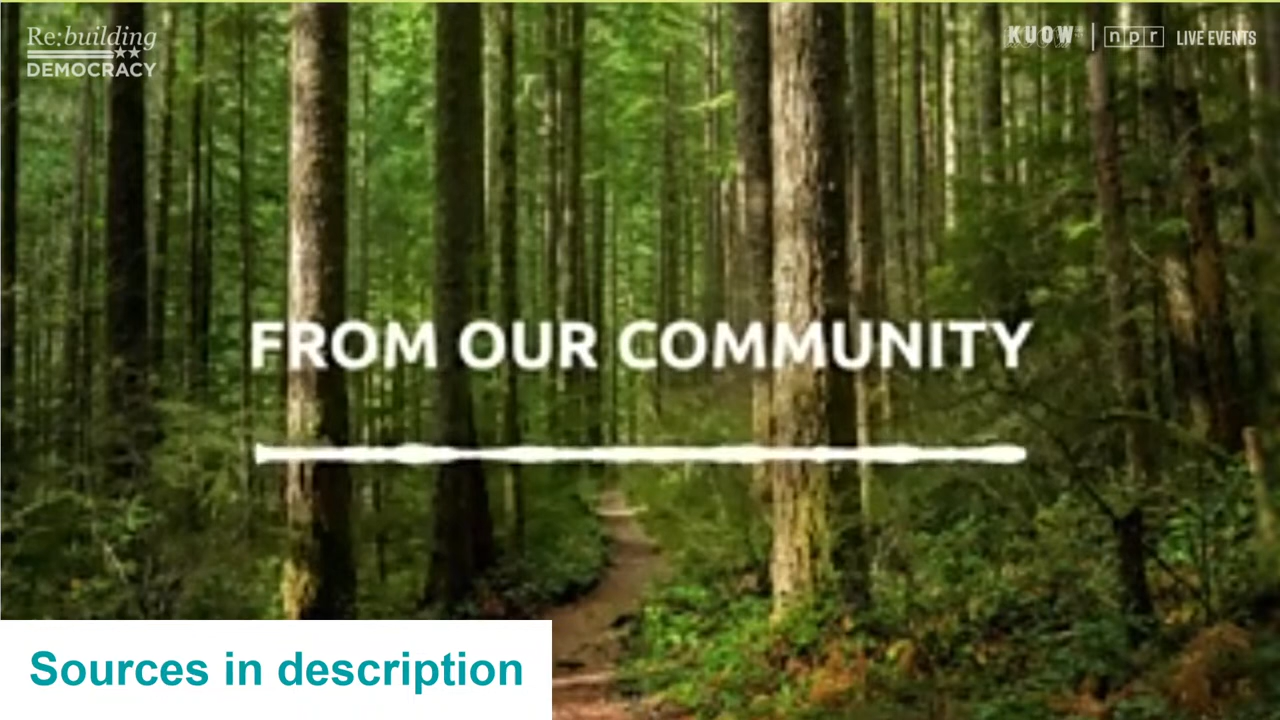 Re:building
DEMOCRACY
KUOW | npr LIVE EVENTS
FROM OUR COMMUNITY
Sources in description